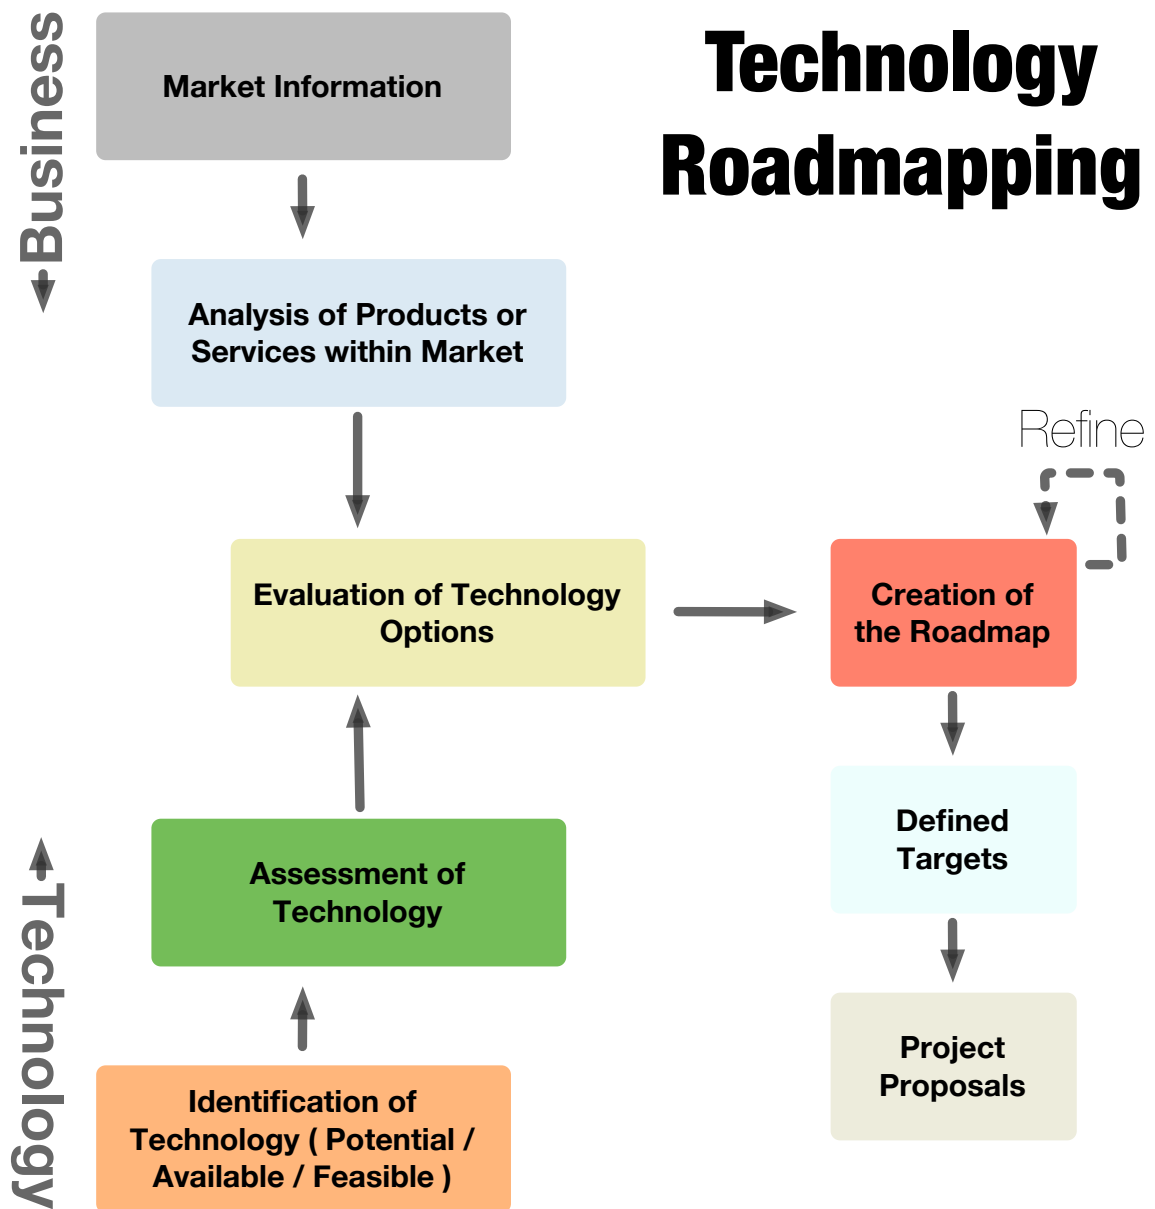 Business
Market Information
Technology
Roadmapping
Analysis of Products or
Services within Market
Refine
Evaluation of Technology
Options
Creation of
the Roadmap
Defined
Targets
Assessment of
Technology
Technology
Project
Proposals
Identification of
Technology ( Potential /
Available / Feasible )